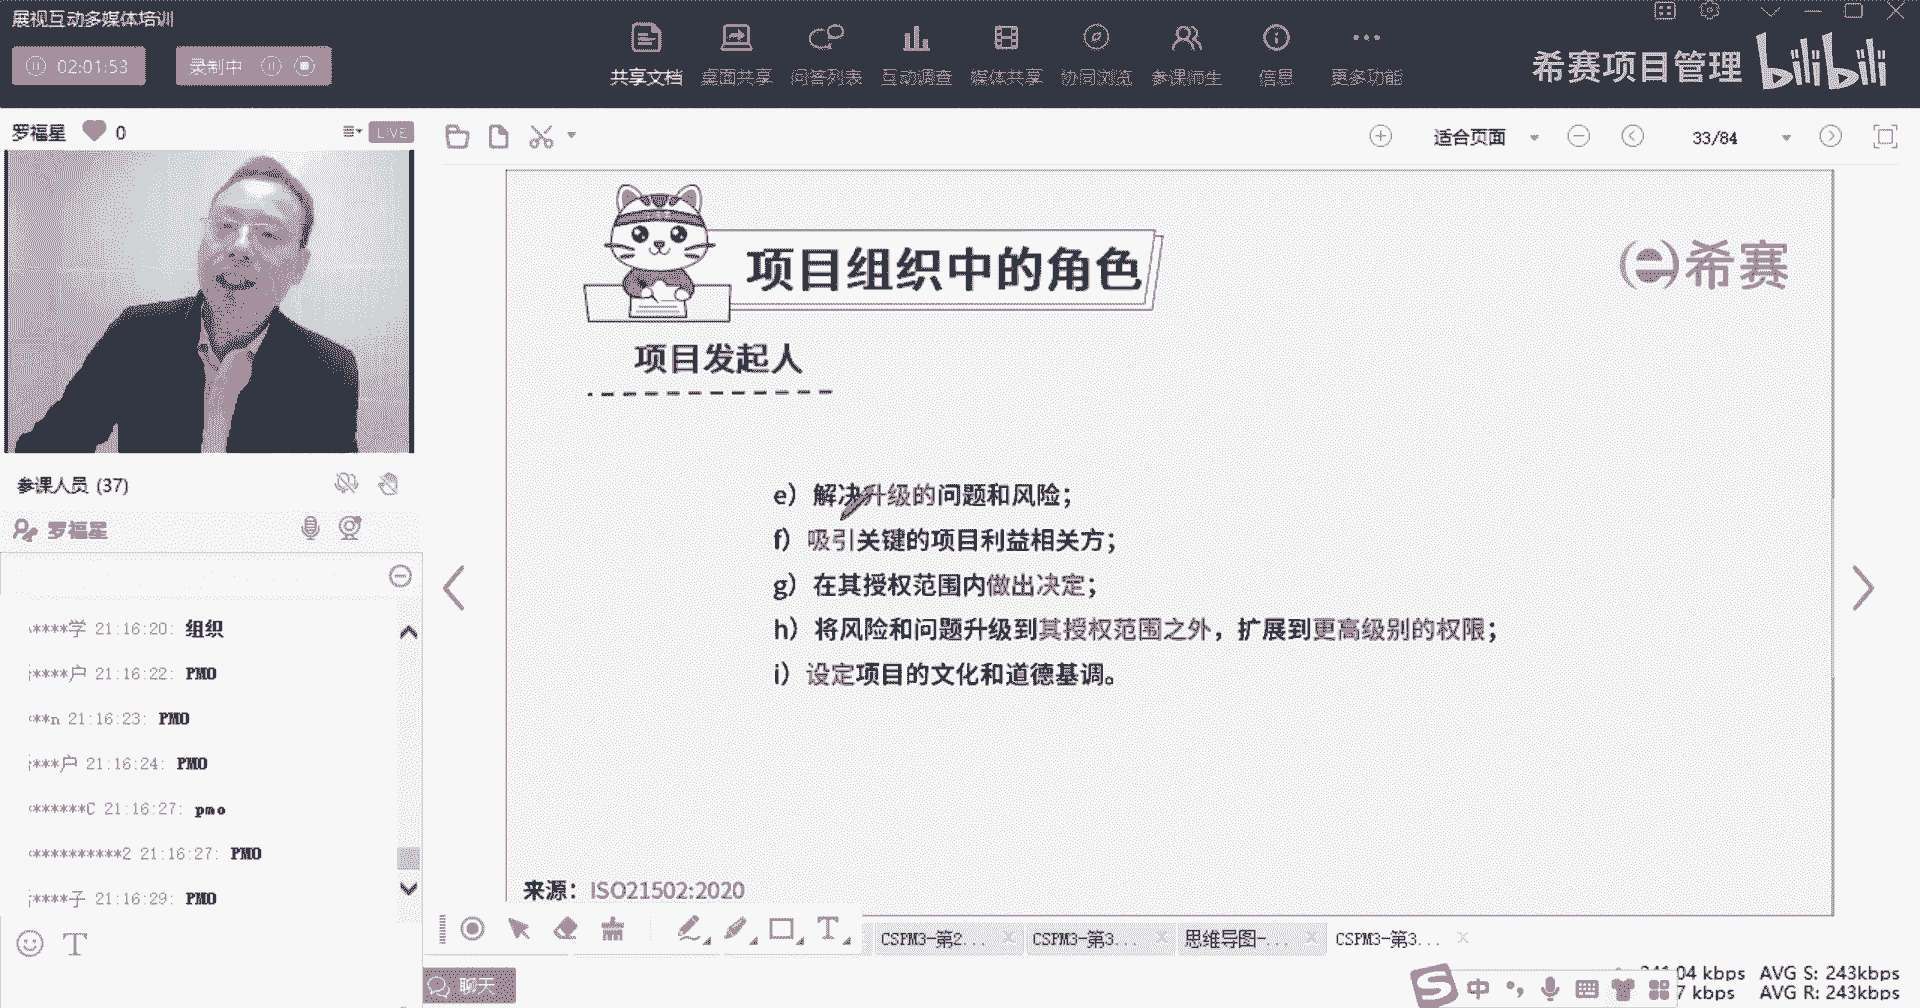 展视互动多媒体培训
02:01:53
录制中
共享文档 桌面共享 问答列表 互动调查 媒体共享 协同浏览 参课师生 信息 更多功能
希赛项目管理 bilibili
罗福星 0
LIVE
适合页面
33/84
项目组织中的角色
希赛
项目发起人
e）解决升级的问题和风险；
f）吸引关键的项目利益相关方；
g）在其授权范围内做出决定；
h）将风险和问题升级到其授权范围之外，扩展到更高级别的权限；
i）设定项目的文化和道德基调。
来源：ISO21502:2020
参课人员 (37)
罗福星
****学 21:16:20: 组织
****户 21:16:22: PMO
**n 21:16:23: PMO
***户 21:16:24: PMO
******C 21:16:27: pmo
**********2 21:16:27: PMO
****子 21:16:29: PMO
T
T
CSPM3-第2...
CSPM3-第3...
思维导图-...
CSPM3-第3...
聊天
04 kbps AVG S: 243kbps
7 kbps AVG R: 243kbps
S 中